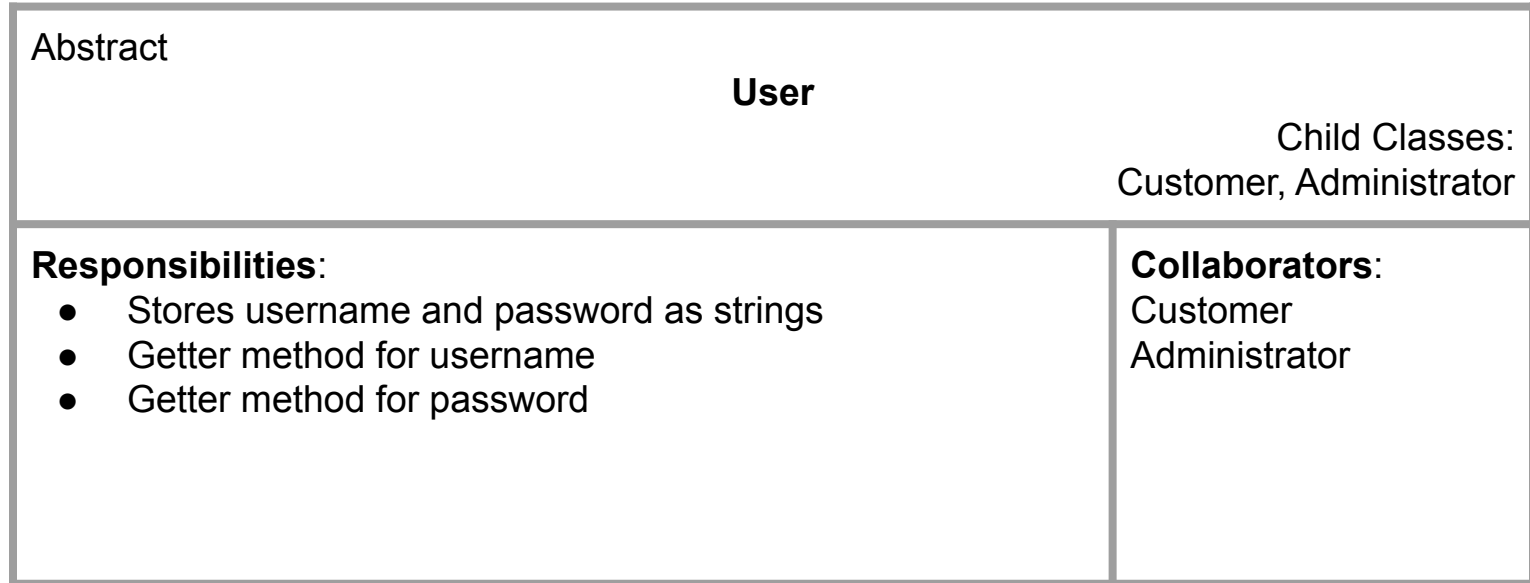 Abstract
User
Child Classes:
Customer, Administrator
Responsibilities:
● Stores username and password as strings
● Getter method for username
● Getter method for password
Collaborators:
Customer
Administrator